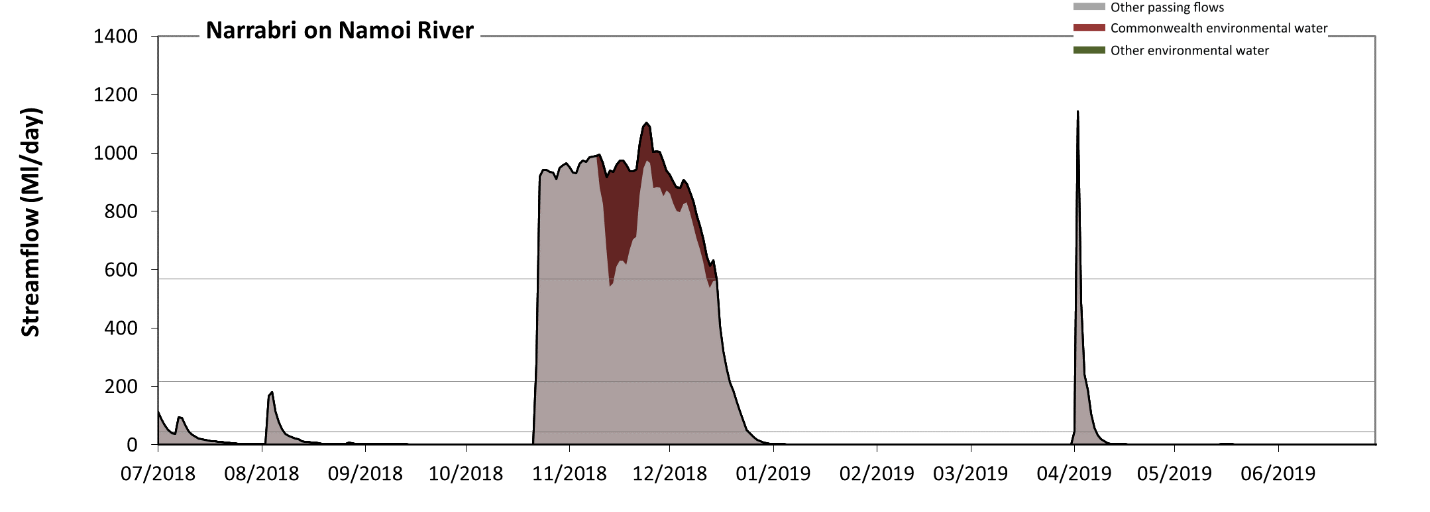 Other passing flows
Narrabri on Namoi River
Commonwealth environmental water
Other environmental water
Streamflow (Ml/day)
1400
1200
1000
800
600
400
200
0
07/2018 08/2018 09/2018 10/2018 11/2018 12/2018 01/2019 02/2019 03/2019 04/2019 05/2019 06/2019